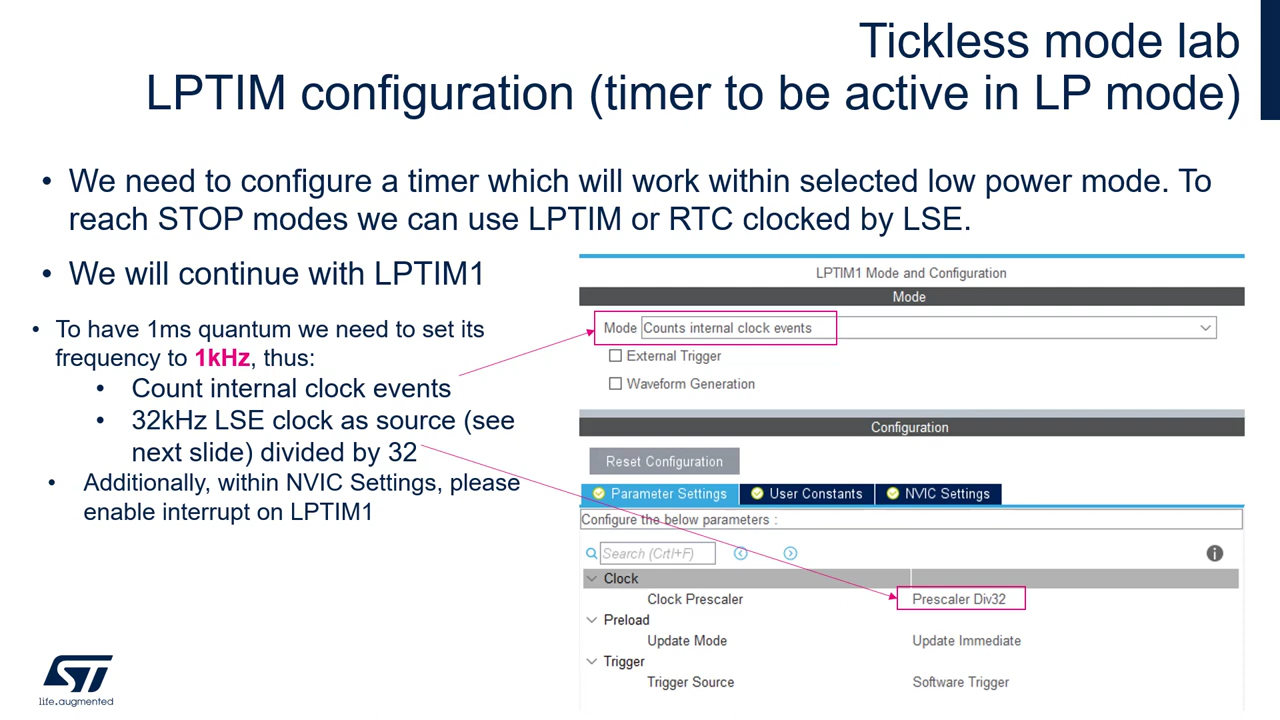 Tickless mode lab
LPTIM configuration (timer to be active in LP mode)
• We need to configure a timer which will work within selected low power mode. To
reach STOP modes we can use LPTIM or RTC clocked by LSE.
• We will continue with LPTIM1
• To have 1ms quantum we need to set its
frequency to 1kHz, thus:
• Count internal clock events
• 32kHz LSE clock as source (see
next slide) divided by 32
• Additionally, within NVIC Settings, please
enable interrupt on LPTIM1
LPTIM1 Mode and Configuration
Mode
Mode Counts internal clock events
External Trigger
Waveform Generation
Configuration
Reset Configuration
Parameter Settings User Constants NVIC Settings
Configure the below parameters :
Search (CrtI+F)
Clock
Clock Prescaler Prescaler Div32
Preload
Update Mode Update Immediate
Trigger
Trigger Source Software Trigger
ST
life.augmented